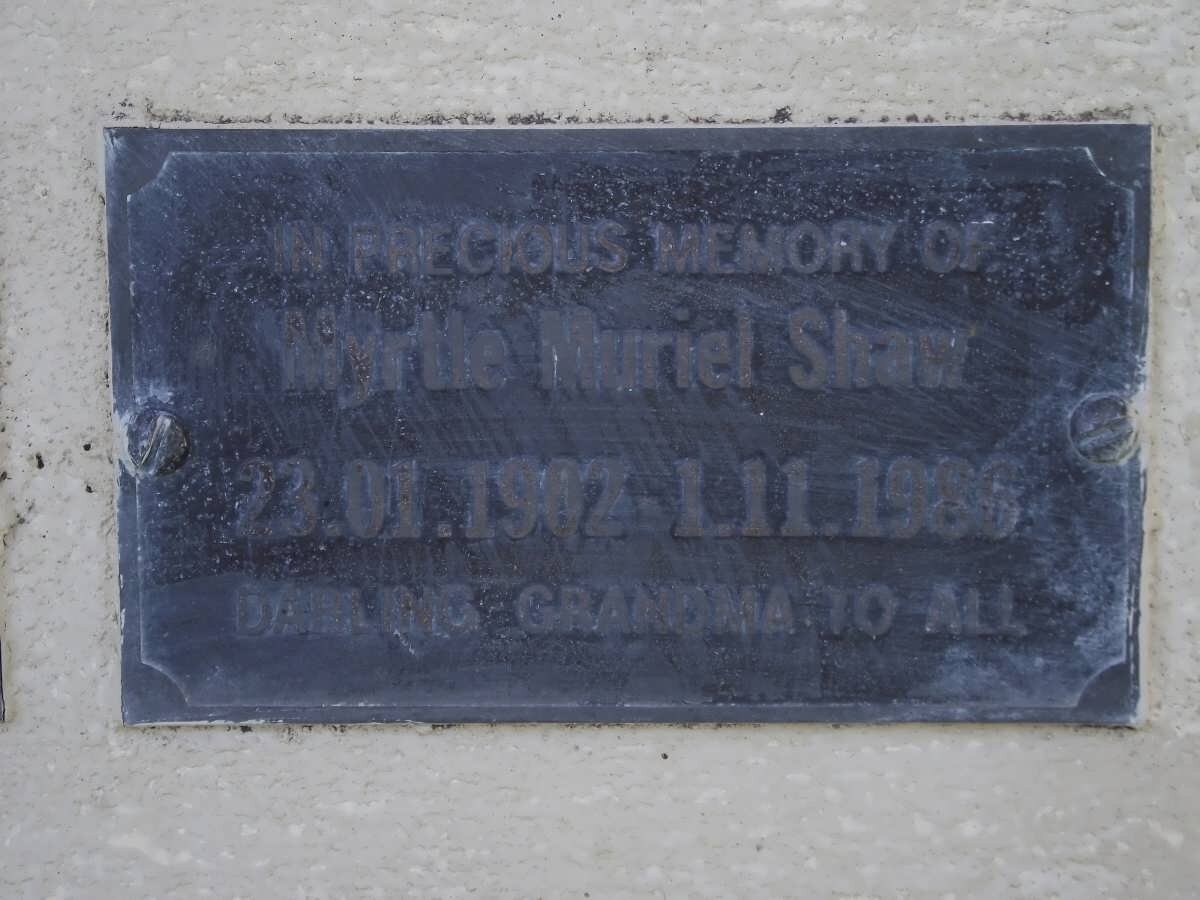 IN PRECIOUS MEMORY OF
Myrtle Muriel Shaw
23.01.1902 - 1.11.1986
DARLING GRANDMA TO ALL